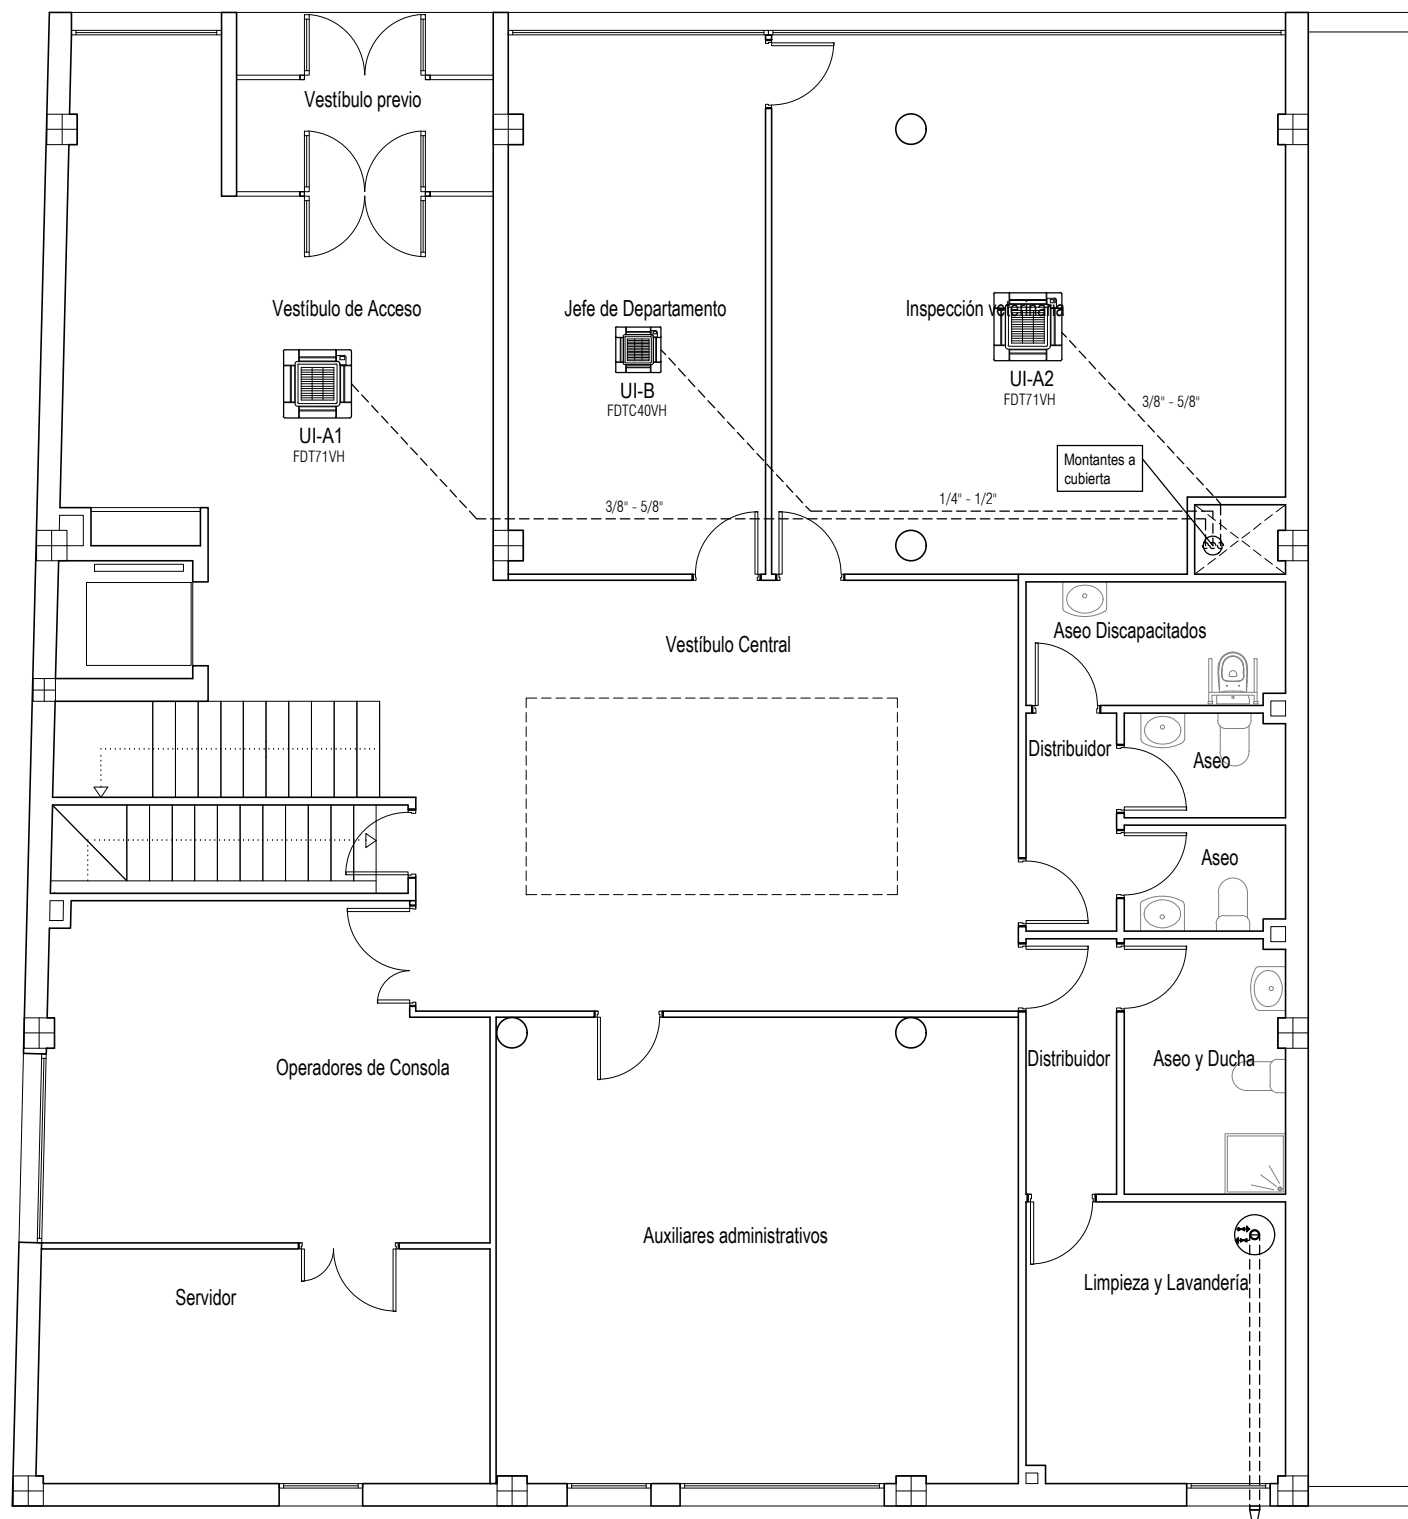 Vestíbulo previo
Vestíbulo de Acceso
Jefe de Departamento
Inspección veterinaria
UI-B
FDTC40VH
UI-A2
FDT71VH
3/8" - 5/8"
UI-A1
FDT71VH
Montantes a
cubierta
3/8" - 5/8"
1/4" - 1/2"
Aseo Discapacitados
Vestíbulo Central
Distribuidor
Aseo
Aseo
Operadores de Consola
Distribuidor
Aseo y Ducha
Auxiliares administrativos
Limpieza y Lavandería
Servidor